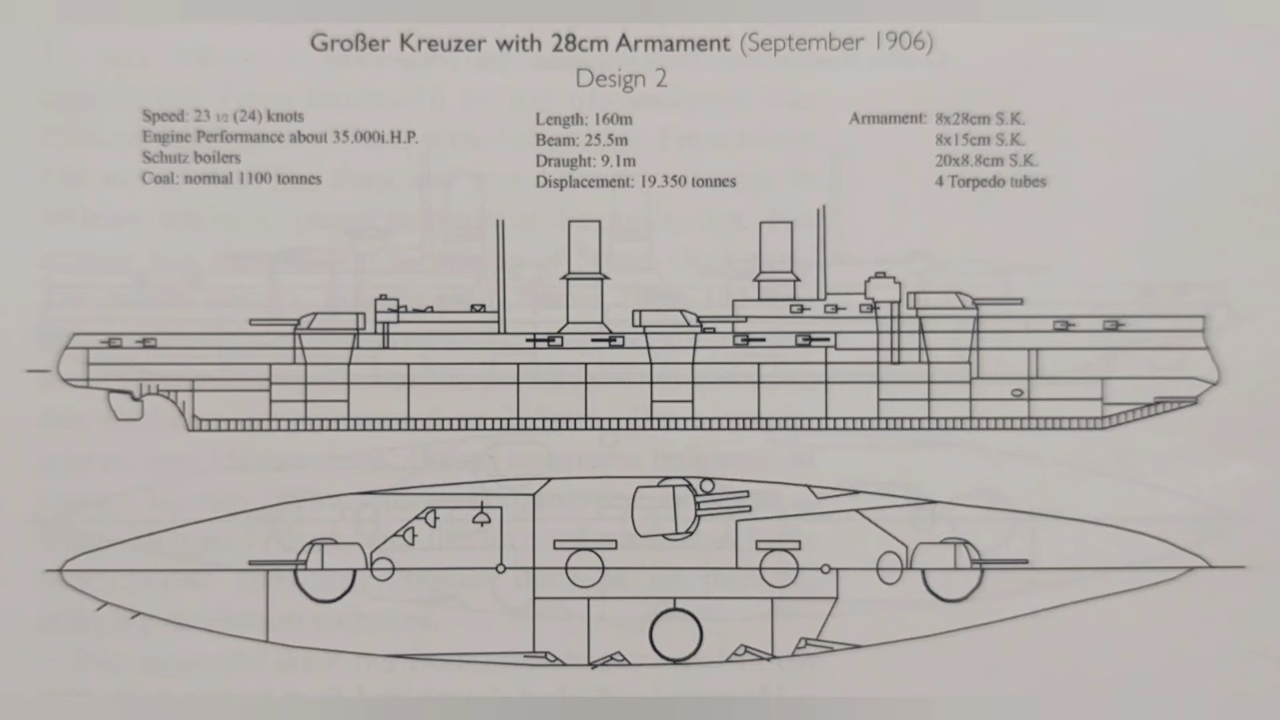 Großer Kreuzer with 28cm Armament (September 1906)
Design 2
Speed: 23 1/2 (24) knots
Engine Performance about 35.000i.H.P.
Schutz boilers
Coal: normal 1100 tonnes
Length: 160m
Beam: 25.5m
Draught: 9.1m
Displacement: 19.350 tonnes
Armament: 8x28cm S.K.
8x15cm S.K.
20x8.8cm S.K.
4 Torpedo tubes